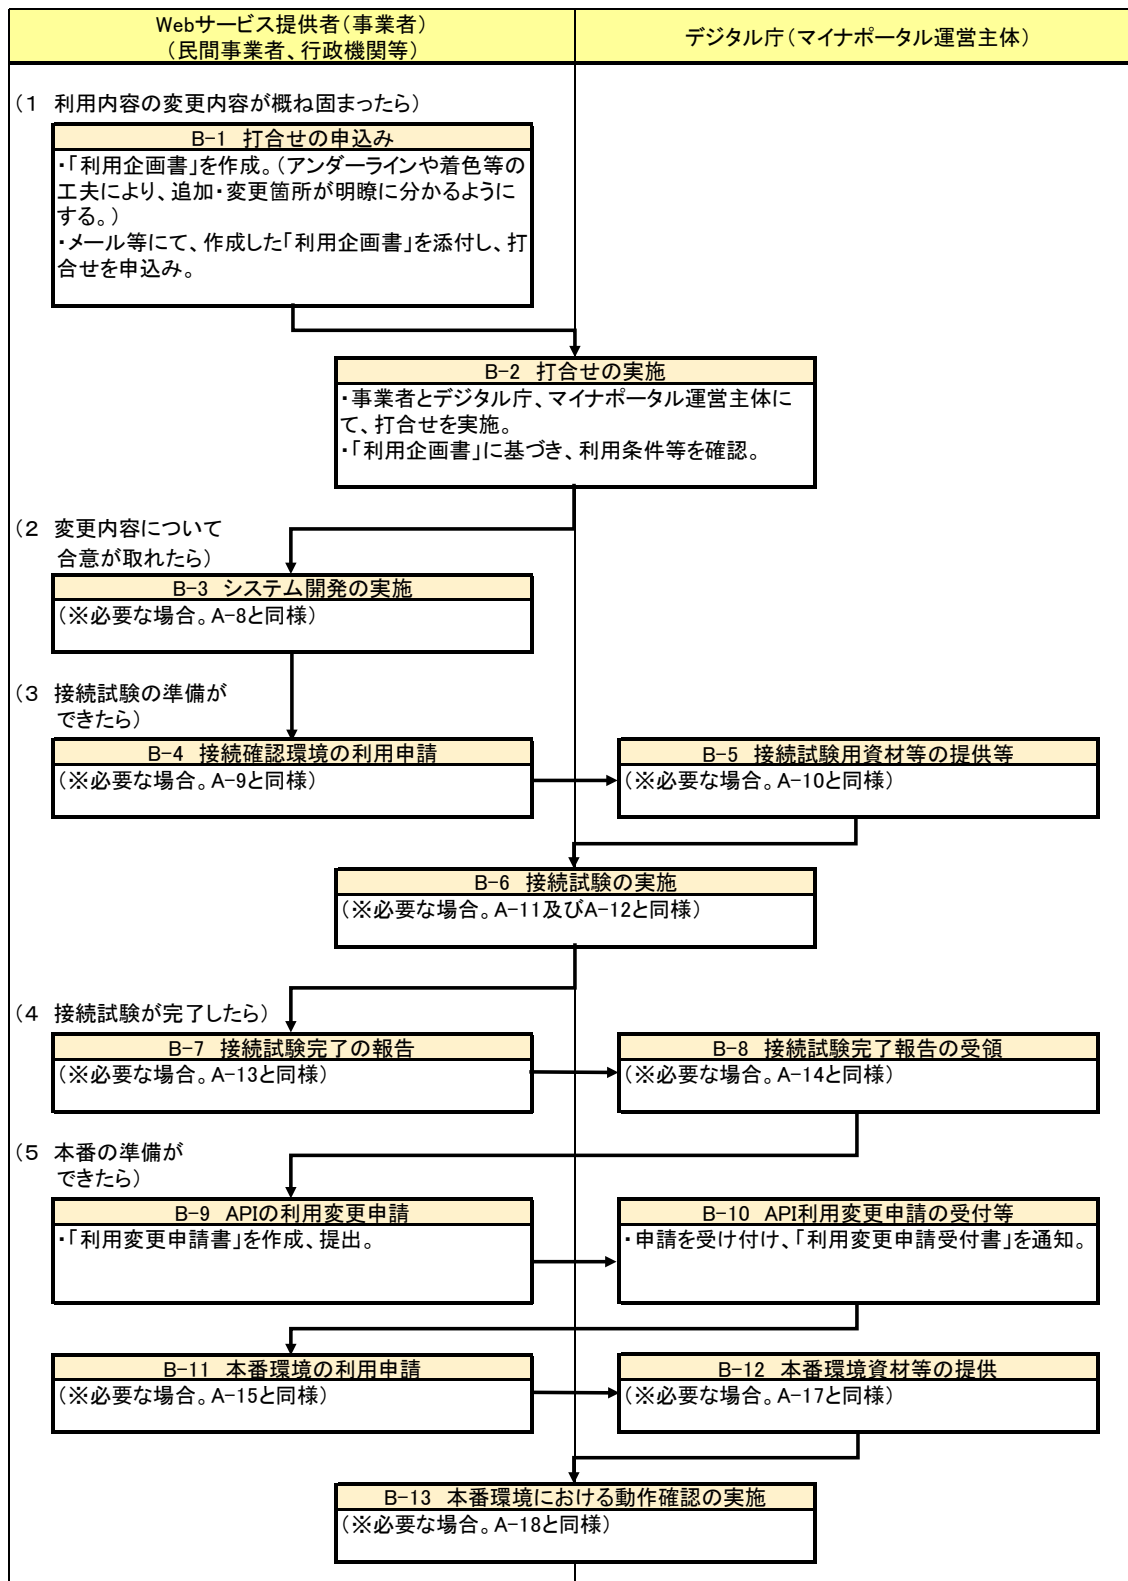 Webサービス提供者（事業者）
（民間事業者、行政機関等）
デジタル庁（マイナポータル運営主体）
（１　利用内容の変更内容が概ね固まったら）
B-1　打合せの申込み
・「利用企画書」を作成。（アンダーラインや着色等の
工夫により、追加・変更箇所が明瞭に分かるように
する。）
・メール等にて、作成した「利用企画書」を添付し、打
合せを申込み。
B-2　打合せの実施
・事業者とデジタル庁、マイナポータル運営主体に
て、打合せを実施。
・「利用企画書」に基づき、利用条件等を確認。
（２　変更内容について
合意が取れたら）
B-3　システム開発の実施
（※必要な場合。A-8と同様）
（３　接続試験の準備が
できたら）
B-4　接続確認環境の利用申請
（※必要な場合。A-9と同様）
B-5　接続試験用資材等の提供等
（※必要な場合。A-10と同様）
B-6　接続試験の実施
（※必要な場合。A-11及びA-12と同様）
（４　接続試験が完了したら）
B-7　接続試験完了の報告
（※必要な場合。A-13と同様）
B-8　接続試験完了報告の受領
（※必要な場合。A-14と同様）
（５　本番の準備が
できたら）
B-9　APIの利用変更申請
・「利用変更申請書」を作成、提出。
B-10　API利用変更申請の受付等
・申請を受け付け、「利用変更申請受付書」を通知。
B-11　本番環境の利用申請
（※必要な場合。A-15と同様）
B-12　本番環境資材等の提供
（※必要な場合。A-17と同様）
B-13　本番環境における動作確認の実施
（※必要な場合。A-18と同様）